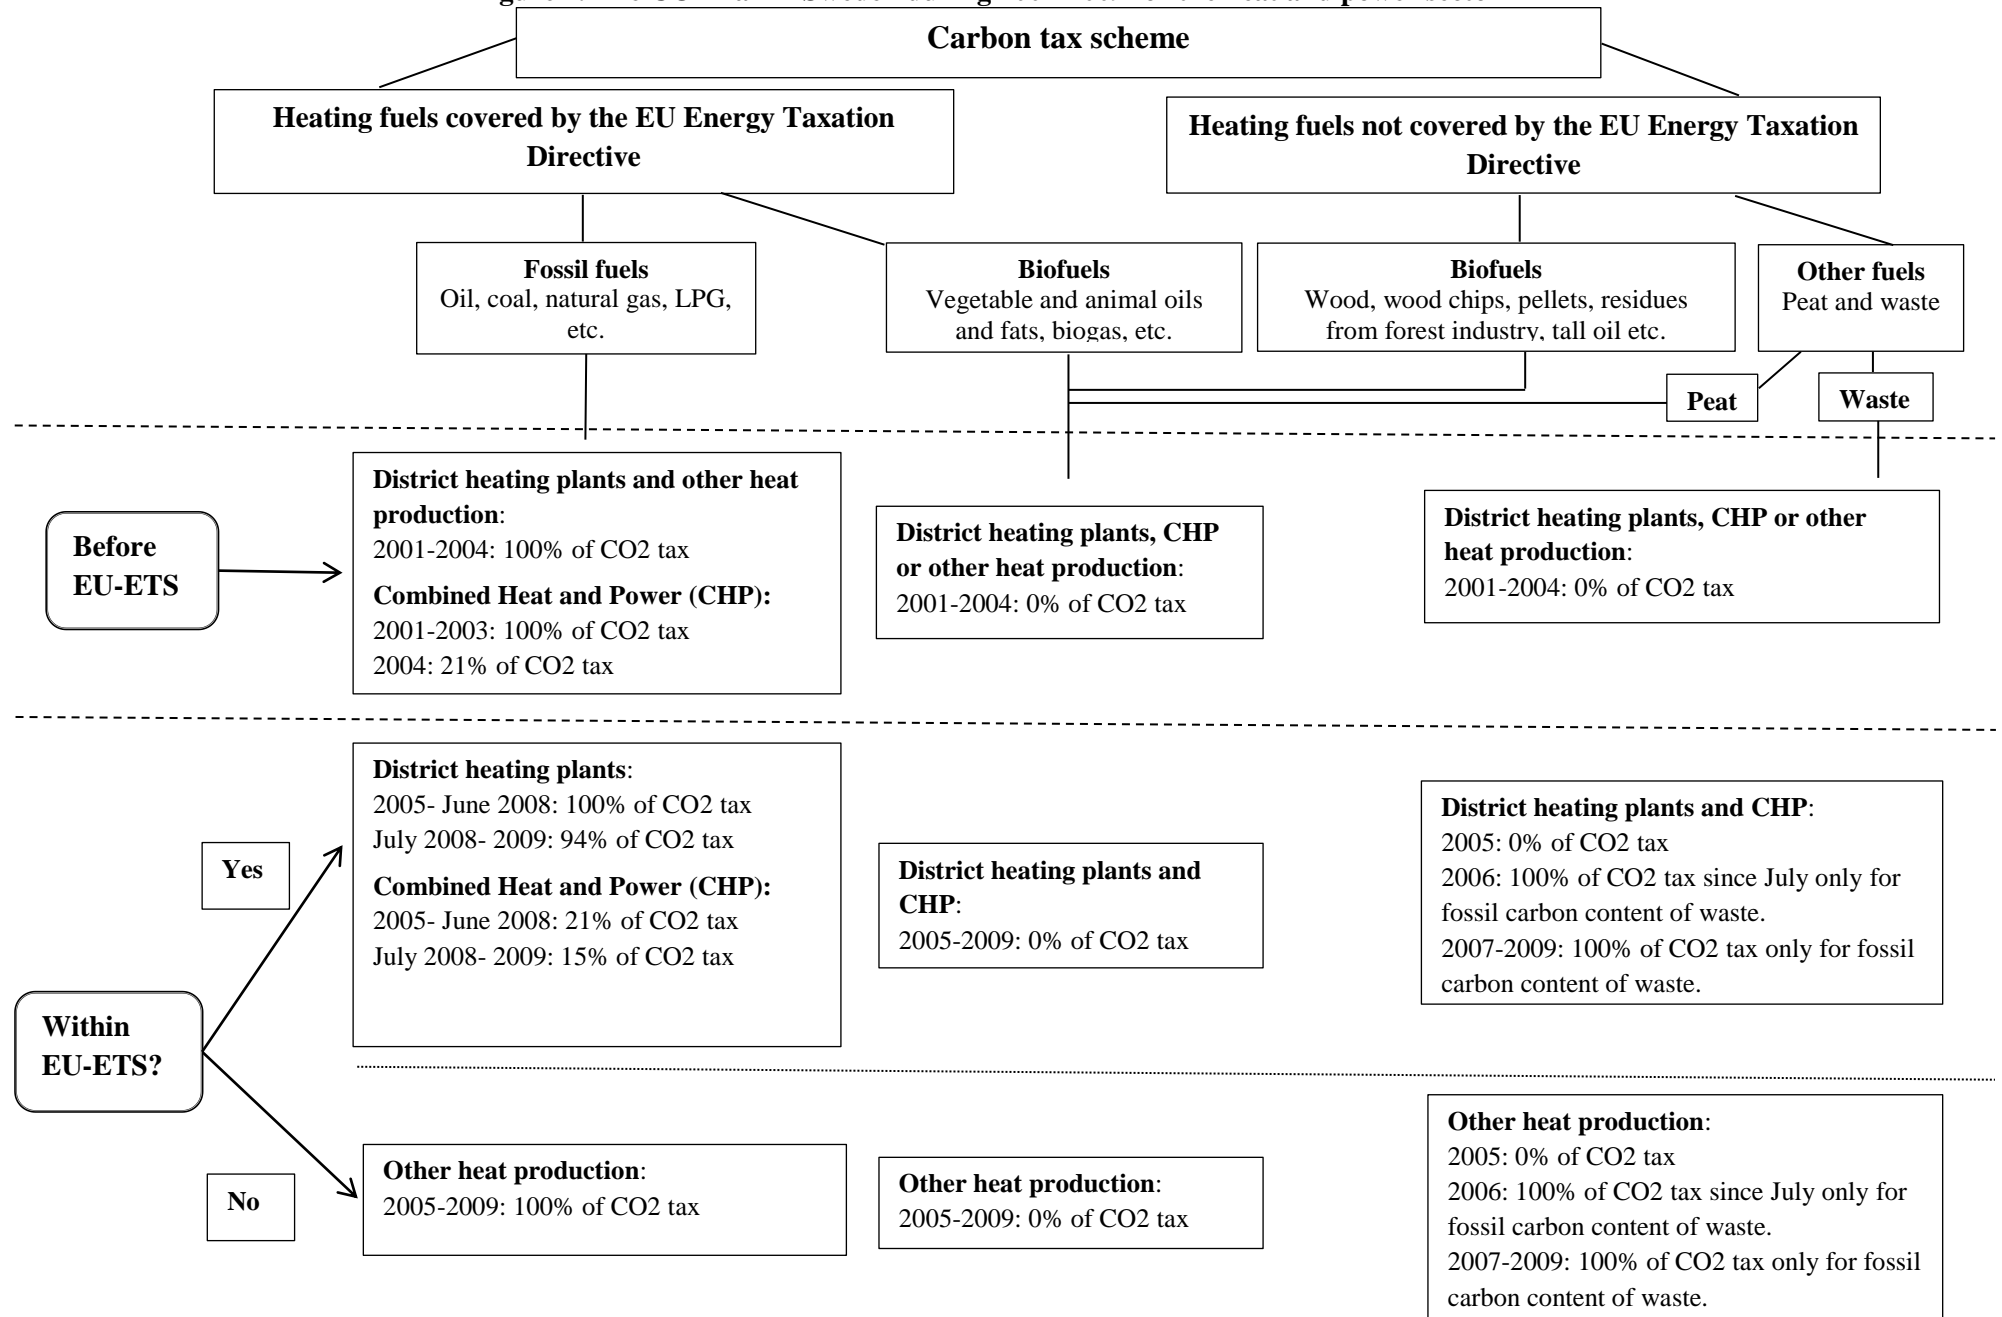 Carbon tax scheme
Heating fuels covered by the EU Energy Taxation
Directive
Heating fuels not covered by the EU Energy Taxation
Directive
Fossil fuels
Oil, coal, natural gas, LPG,
etc.
Biofuels
Vegetable and animal oils
and fats, biogas, etc.
Biofuels
Wood, wood chips, pellets, residues
from forest industry, tall oil etc.
Other fuels
Peat and waste
Peat
Waste
Before
EU-ETS
District heating plants and other heat
production:
2001-2004: 100% of CO2 tax
Combined Heat and Power (CHP):
2001-2003: 100% of CO2 tax
2004: 21% of CO2 tax
District heating plants, CHP
or other heat production:
2001-2004: 0% of CO2 tax
District heating plants, CHP or other
heat production:
2001-2004: 0% of CO2 tax
Within
EU-ETS?
Yes
District heating plants:
2005- June 2008: 100% of CO2 tax
July 2008- 2009: 94% of CO2 tax
Combined Heat and Power (CHP):
2005- June 2008: 21% of CO2 tax
July 2008- 2009: 15% of CO2 tax
District heating plants and
CHP:
2005-2009: 0% of CO2 tax
District heating plants and CHP:
2005: 0% of CO2 tax
2006: 100% of CO2 tax since July only for
fossil carbon content of waste.
2007-2009: 100% of CO2 tax only for fossil
carbon content of waste.
No
Other heat production:
2005-2009: 100% of CO2 tax
Other heat production:
2005-2009: 0% of CO2 tax
Other heat production:
2005: 0% of CO2 tax
2006: 100% of CO2 tax since July only for
fossil carbon content of waste.
2007-2009: 100% of CO2 tax only for fossil
carbon content of waste.